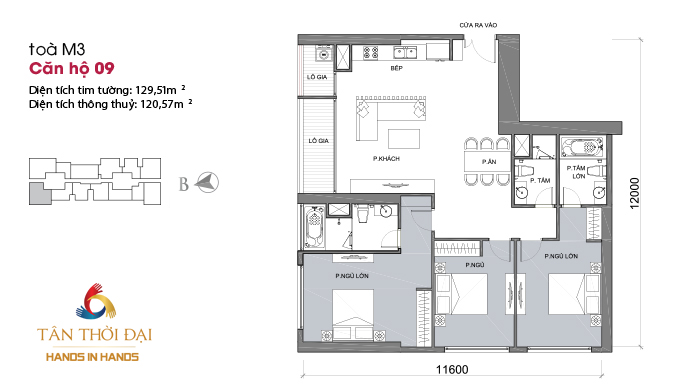 toà M3
Căn hộ 09
Diện tích tim tường: 129,51m ²
Diện tích thông thuỷ: 120,57m ²
B
TÂN THỜI ĐẠI
HANDS IN HANDS
CỬA RA VÀO
LÔ GIA
BẾP
LÔ GIA
P.KHÁCH
P.ĂN
P. TẮM
P.TẮM
LỚN
P.NGỦ LỚN
P.NGỦ
P.NGỦ LỚN
12000
11600